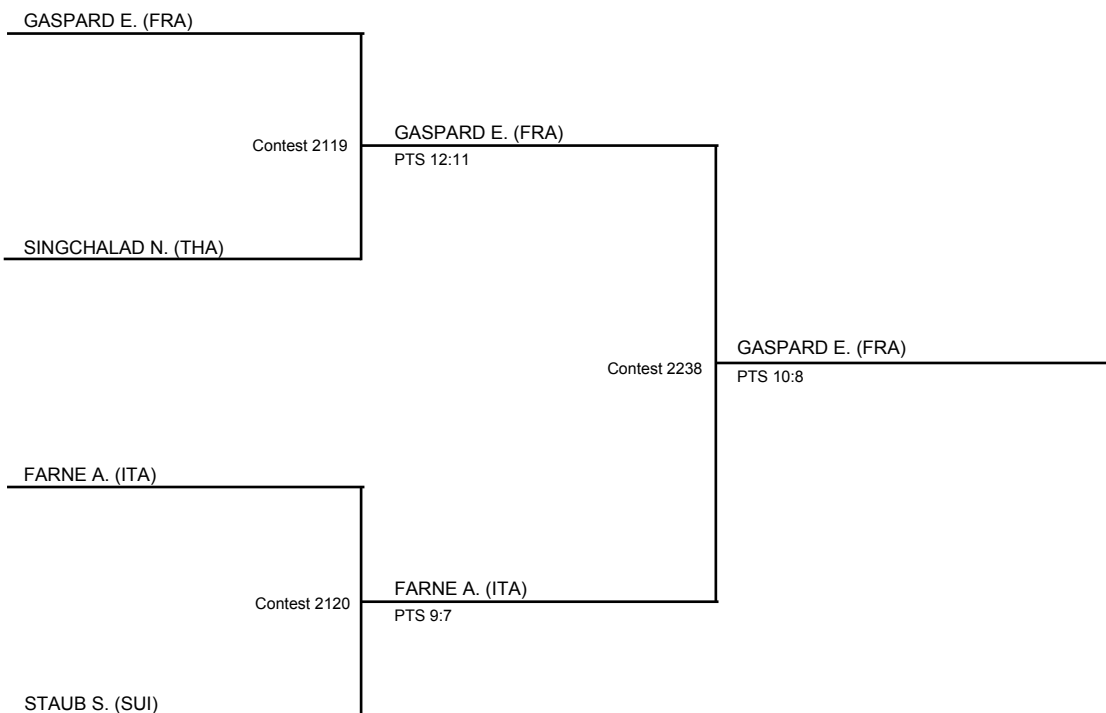 GASPARD E. (FRA)
Contest 2119
GASPARD E. (FRA)
PTS 12:11
SINGCHALAD N. (THA)
Contest 2238
GASPARD E. (FRA)
PTS 10:8
FARNE A. (ITA)
Contest 2120
FARNE A. (ITA)
PTS 9:7
STAUB S. (SUI)